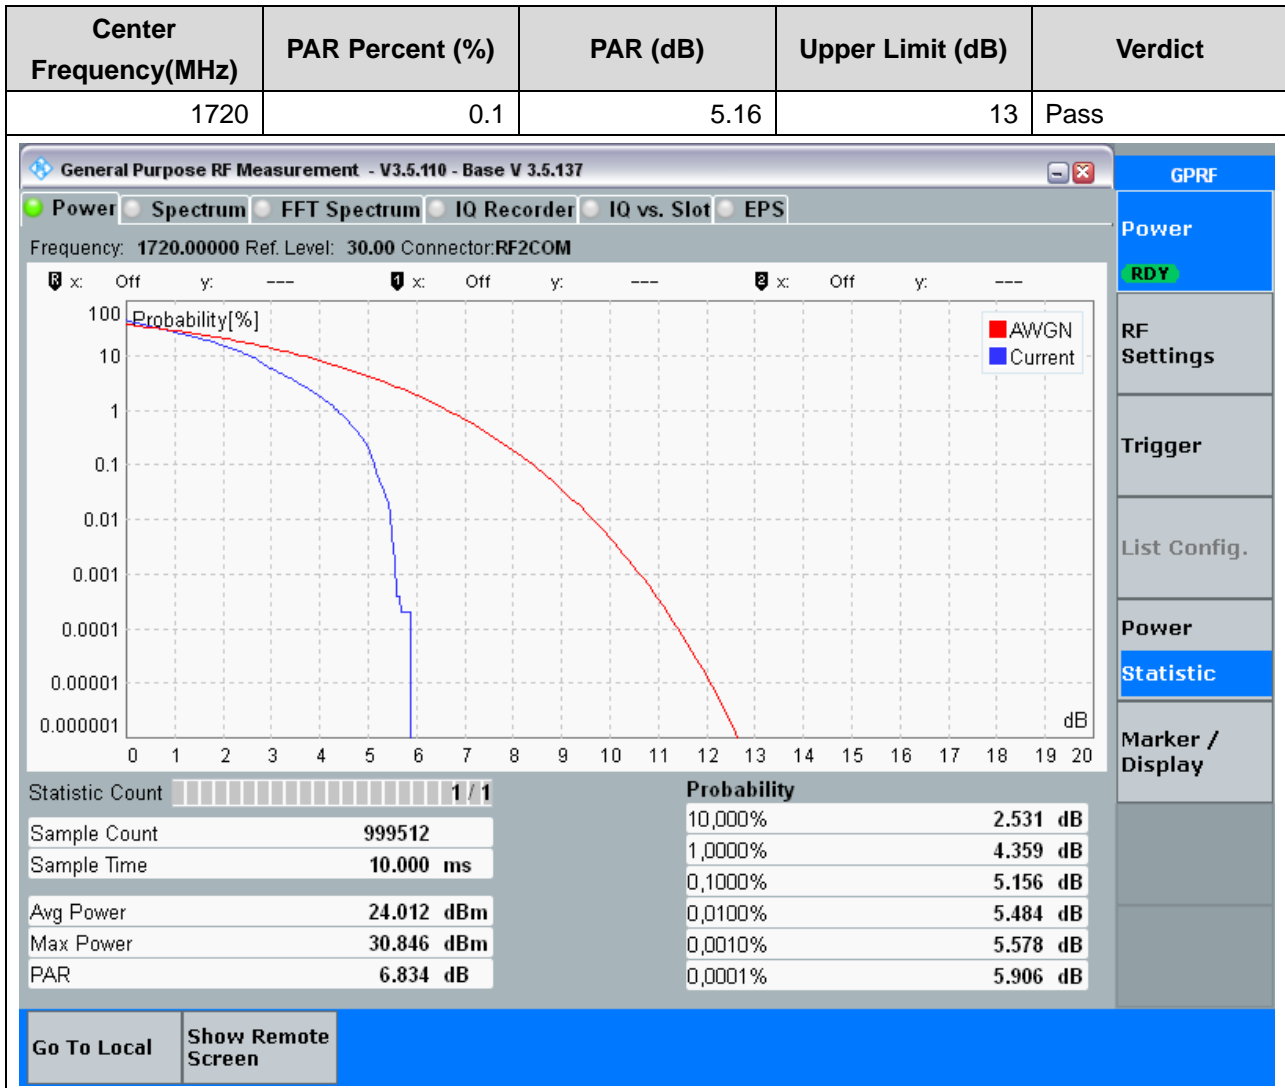 Center Frequency(MHz) PAR Percent (%) PAR (dB) Upper Limit (dB) Verdict
1720 0.1 5.16 13 Pass
General Purpose RF Measurement - V3.5.110 - Base V 3.5.137
GPRF
Power Spectrum FFT Spectrum IQ Recorder IQ vs. Slot EPS
Power
RDY
Frequency: 1720.00000 Ref. Level: 30.00 Connector:RF2COM
R x: Off y: --- 1 x: Off y: --- 2 x: Off y: ---
Probability[%]
AWGN
Current
100
10
1
0.1
0.01
0.001
0.0001
0.00001
0.000001
dB
0 1 2 3 4 5 6 7 8 9 10 11 12 13 14 15 16 17 18 19 20
RF
Settings
Trigger
List Config.
Power
Statistic
Marker /
Display
Statistic Count 1 / 1
Sample Count 999512
Sample Time 10.000 ms
Avg Power 24.012 dBm
Max Power 30.846 dBm
PAR 6.834 dB
Probability
10,000% 2.531 dB
1,0000% 4.359 dB
0,1000% 5.156 dB
0,0100% 5.484 dB
0,0010% 5.578 dB
0,0001% 5.906 dB
Go To Local
Show Remote
Screen